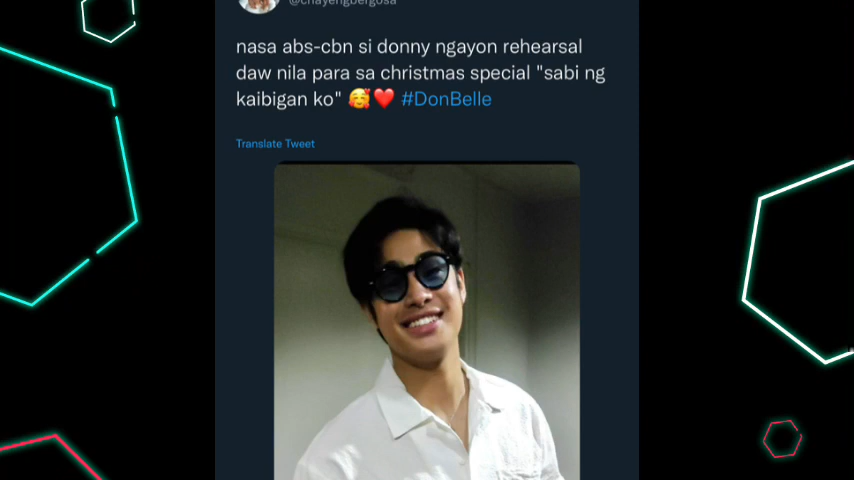 @chayengbergosa
nasa abs-cbn si donny ngayon rehearsal
daw nila para sa christmas special "sabi ng
kaibigan ko" 🥰❤️ #DonBelle
Translate Tweet